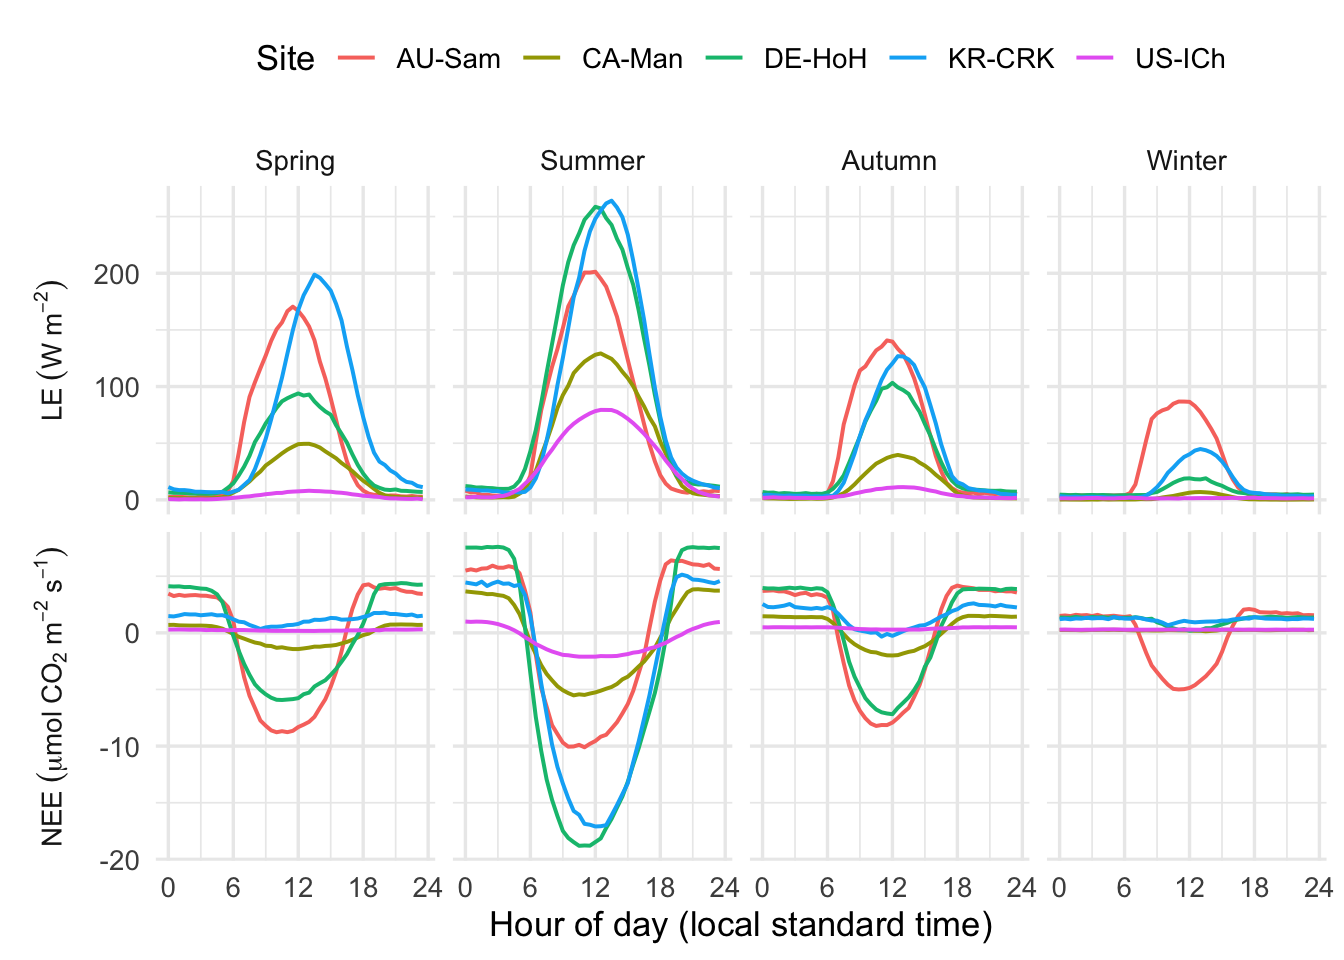 Site AU-Sam CA-Man DE-HoH KR-CRK US-ICh
Spring Summer Autumn Winter
LE (W m⁻²)
200
100
0
NEE (μmol CO₂ m⁻² s⁻¹)
0
-10
-20
0 6 12 18 24 0 6 12 18 24 0 6 12 18 24 0 6 12 18 24
Hour of day (local standard time)